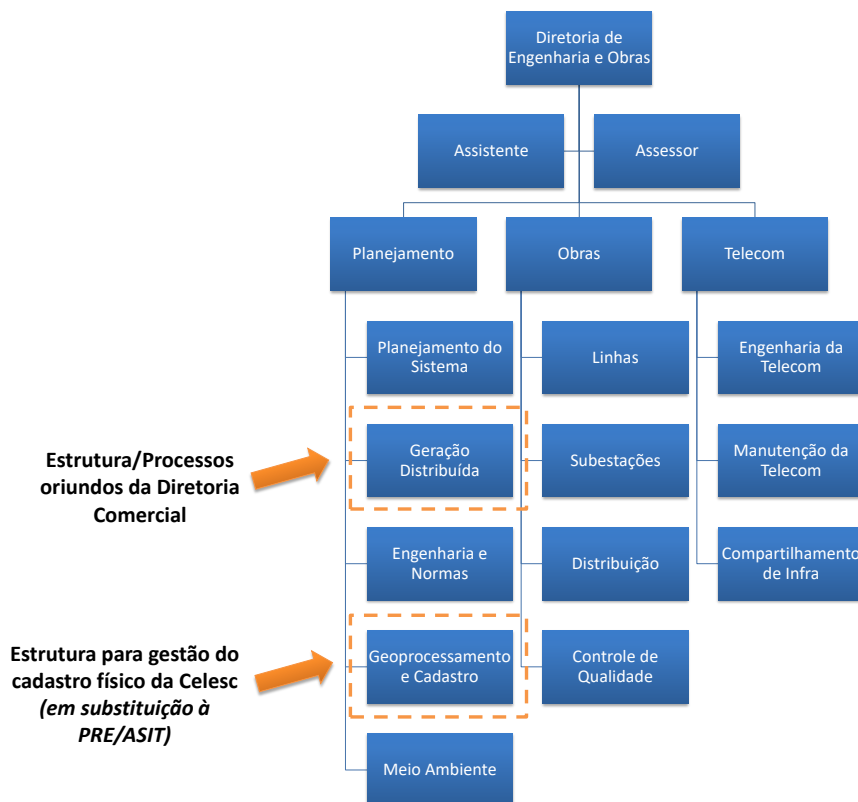 Diretoria de
Engenharia e Obras
Assistente
Assessor
Planejamento
Obras
Telecom
Planejamento do
Sistema
Linhas
Engenharia da
Telecom
Estrutura/Processos
oriundos da Diretoria
Comercial
Geração
Distribuída
Subestações
Manutenção da
Telecom
Engenharia e
Normas
Distribuição
Compartilhamento
de Infra
Estrutura para gestão do
cadastro físico da Celesc
(em substituição à
PRE/ASIT)
Geoprocessamento
e Cadastro
Controle de
Qualidade
Meio Ambiente